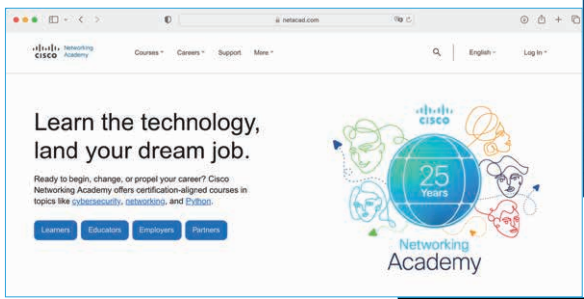 netacad.com
CISCO Networking Academy
Courses Careers Support More English Log In
Learn the technology,
land your dream job.
Ready to begin, change, or propel your career? Cisco
Networking Academy offers certification-aligned courses in
topics like cybersecurity, networking, and Python.
Learners Educators Employers Partners
CISCO
25
Years
Networking
Academy